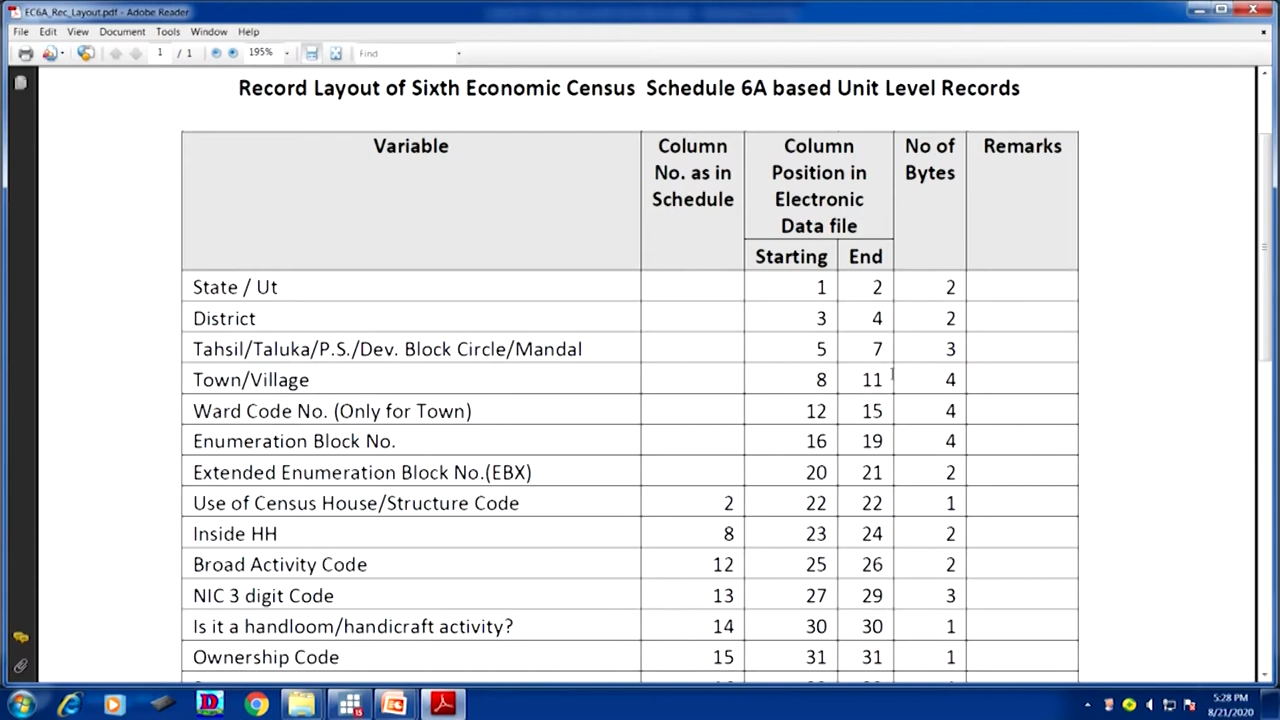 EC6A_Rec_Layout.pdf - Adobe Reader
File Edit View Document Tools Window Help
1 / 1 195% Find
Record Layout of Sixth Economic Census Schedule 6A based Unit Level Records
Variable
Column No. as in Schedule
Column Position in Electronic Data file
No of Bytes
Remarks
Starting End
State / Ut 1 2 2
District 3 4 2
Tahsil/Taluka/P.S./Dev. Block Circle/Mandal 5 7 3
Town/Village 8 11 4
Ward Code No. (Only for Town) 12 15 4
Enumeration Block No. 16 19 4
Extended Enumeration Block No.(EBX) 20 21 2
Use of Census House/Structure Code 2 22 22 1
Inside HH 8 23 24 2
Broad Activity Code 12 25 26 2
NIC 3 digit Code 13 27 29 3
Is it a handloom/handicraft activity? 14 30 30 1
Ownership Code 15 31 31 1
5:28 PM
8/21/2020